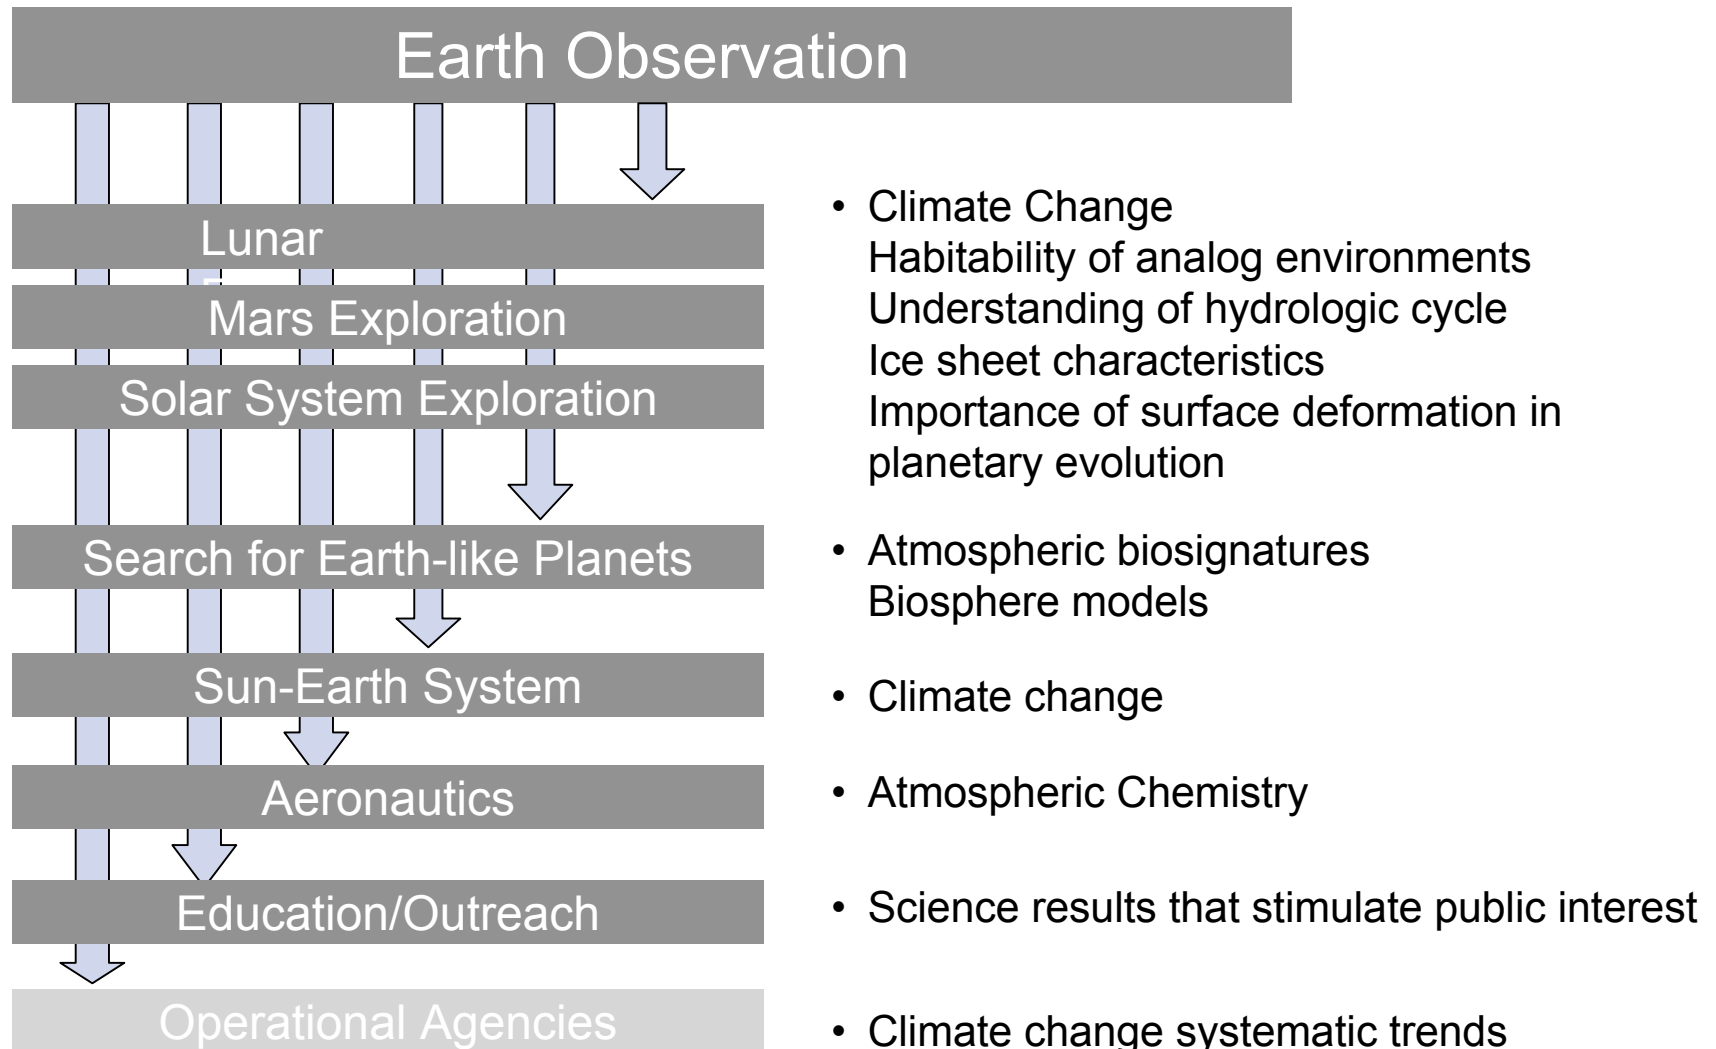 Earth Observation
Lunar
Mars Exploration
Solar System Exploration
• Climate Change
Habitability of analog environments
Understanding of hydrologic cycle
Ice sheet characteristics
Importance of surface deformation in
planetary evolution
Search for Earth-like Planets
• Atmospheric biosignatures
Biosphere models
Sun-Earth System
• Climate change
Aeronautics
• Atmospheric Chemistry
Education/Outreach
• Science results that stimulate public interest
Operational Agencies
• Climate change systematic trends